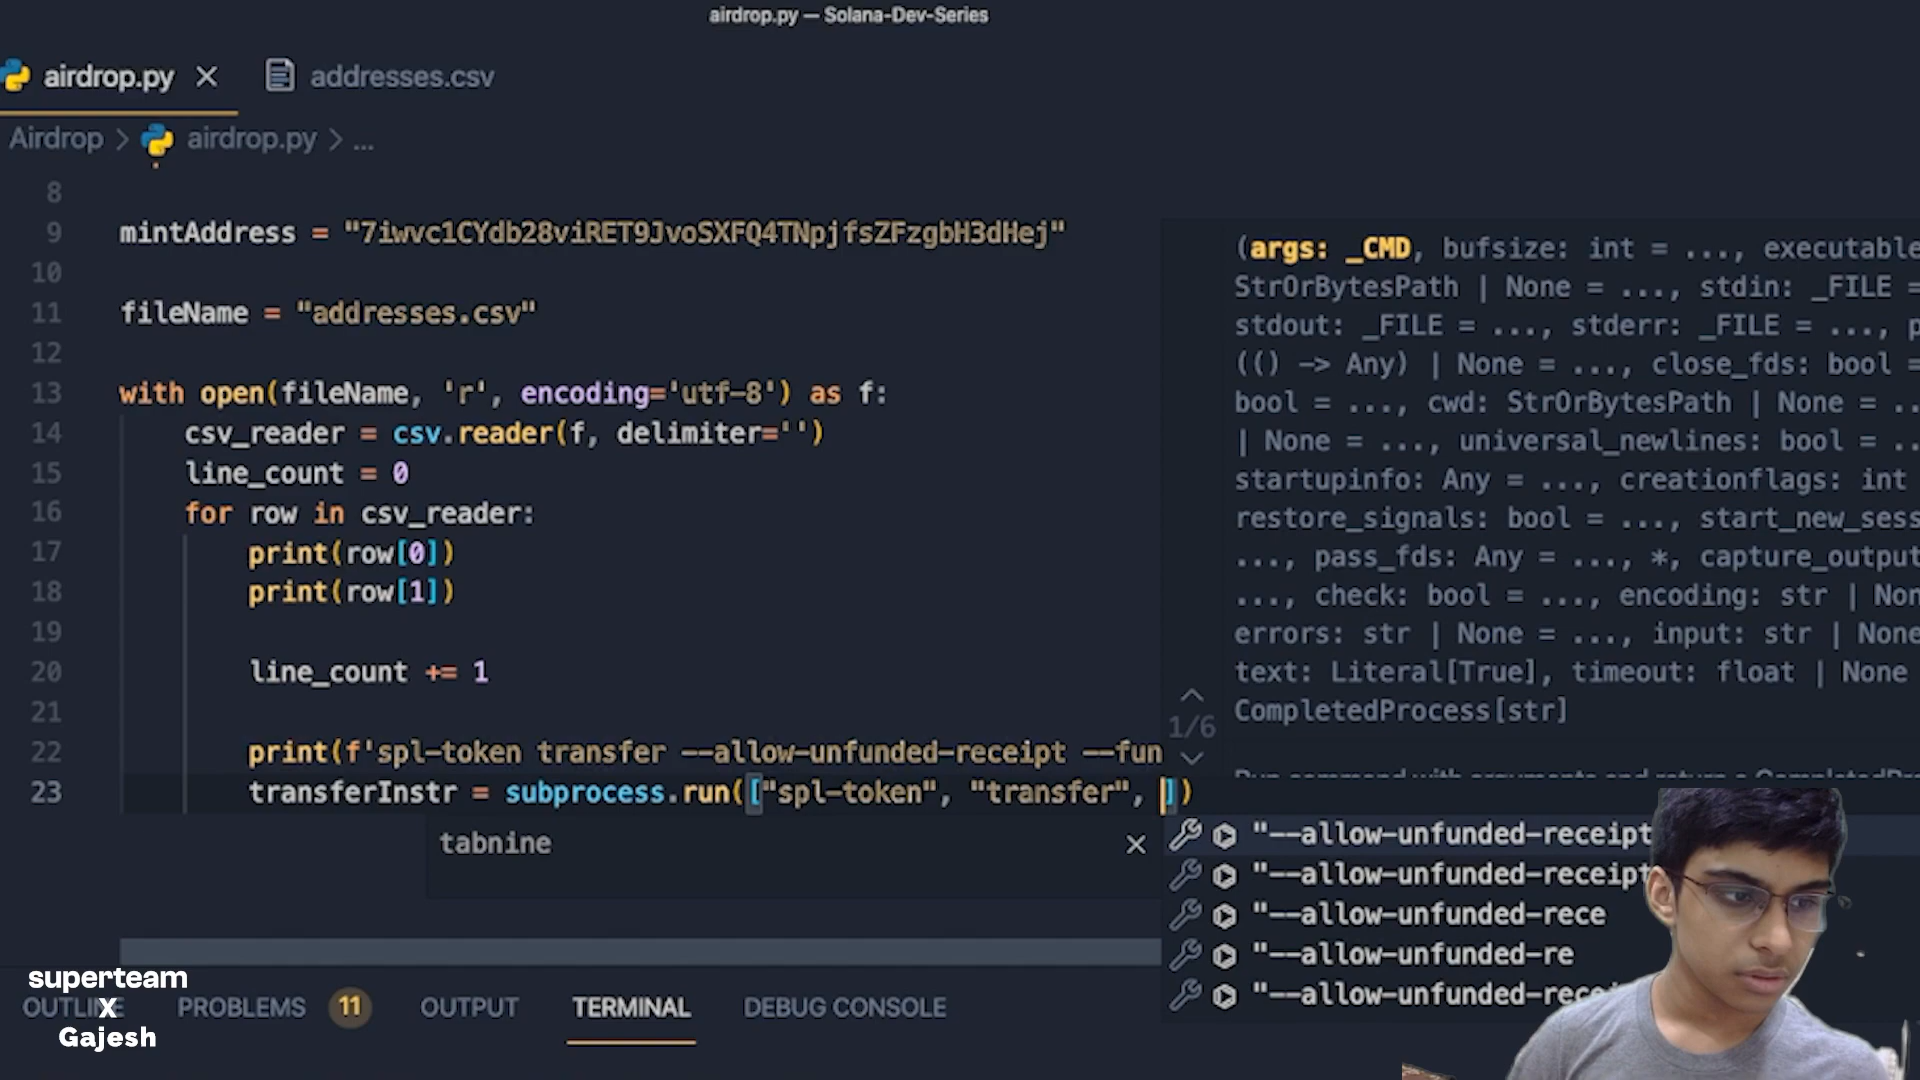 airdrop.py — Solana-Dev-Series
airdrop.py × addresses.csv
Airdrop > airdrop.py > ...
8
9 mintAddress = "7iwvc1CYdb28viRET9JvoSXFQ4TNpjfsZFzgbH3dHej"
10
11 fileName = "addresses.csv"
12
13 with open(fileName, 'r', encoding='utf-8') as f:
14 csv_reader = csv.reader(f, delimiter='')
15 line_count = 0
16 for row in csv_reader:
17 print(row[0])
18 print(row[1])
19
20 line_count += 1
21
22 print(f'spl-token transfer --allow-unfunded-receipt --fun
23 transferInstr = subprocess.run(["spl-token", "transfer", ])
(args: _CMD, bufsize: int = ..., executable
StrOrBytesPath | None = ..., stdin: _FILE =
stdout: _FILE = ..., stderr: _FILE = ..., p
(() -> Any) | None = ..., close_fds: bool =
bool = ..., cwd: StrOrBytesPath | None = ..
| None = ..., universal_newlines: bool = ..
startupinfo: Any = ..., creationflags: int
restore_signals: bool = ..., start_new_sess
..., pass_fds: Any = ..., *, capture_output
..., check: bool = ..., encoding: str | Non
errors: str | None = ..., input: str | None
text: Literal[True], timeout: float | None
CompletedProcess[str]
1/6
tabnine ×
"--allow-unfunded-receipt
"--allow-unfunded-receipt
"--allow-unfunded-rece
"--allow-unfunded-re
"--allow-unfunded-rece
superteam
X
Gajesh
OUTLINE PROBLEMS 11 OUTPUT TERMINAL DEBUG CONSOLE